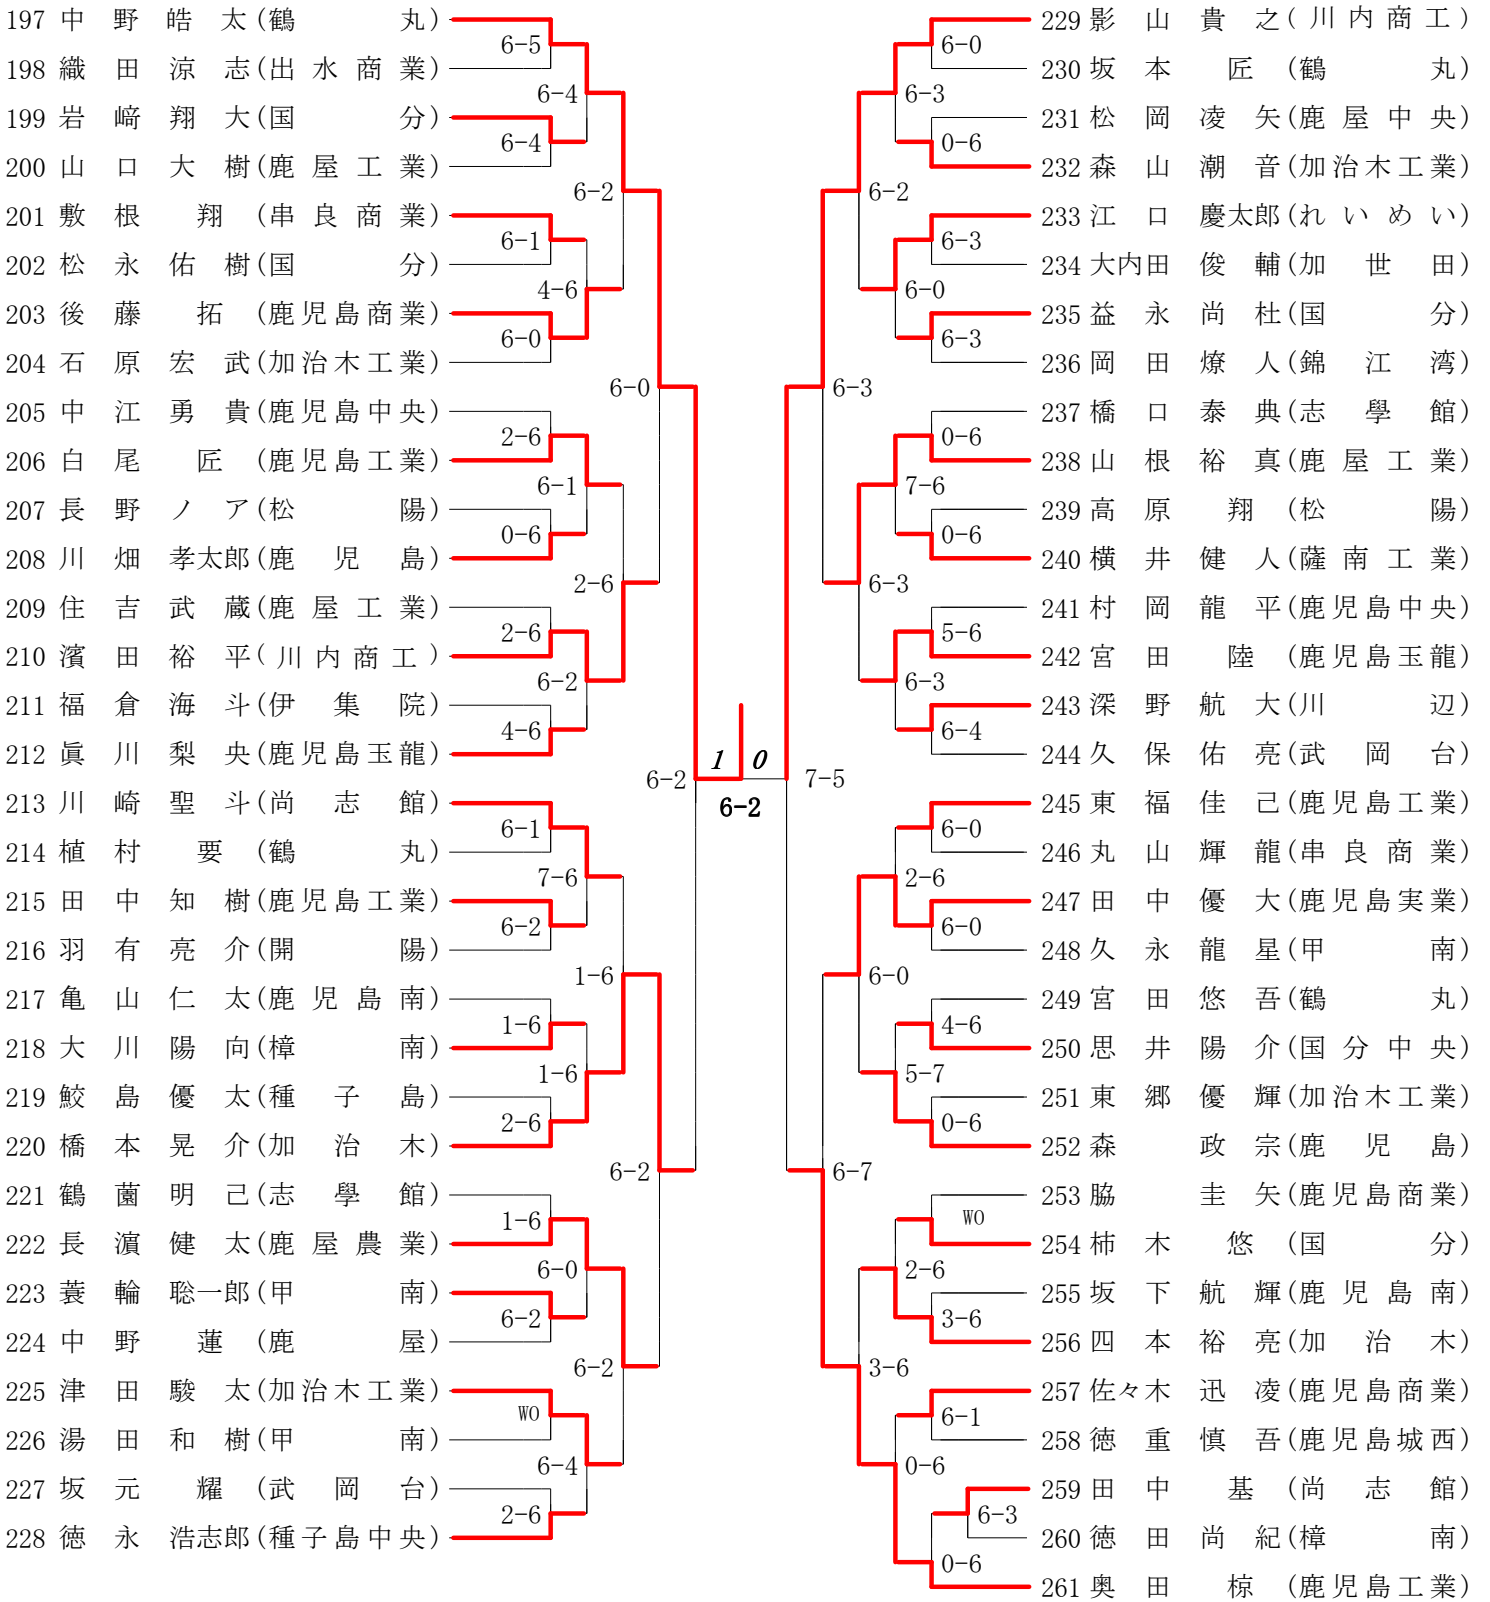 197 中野皓太(鶴丸)
6-5
198 織田涼志(出水商業)
6-4
199 岩﨑翔大(国分)
6-4
200 山口大樹(鹿屋工業)
6-2
201 敷根翔(串良商業)
6-1
202 松永佑樹(国分)
4-6
203 後藤拓(鹿児島商業)
6-0
204 石原宏武(加治木工業)
6-0
205 中江勇貴(鹿児島中央)
2-6
206 白尾匠(鹿児島工業)
6-1
207 長野ノア(松陽)
0-6
208 川畑孝太郎(鹿児島)
2-6
209 住吉武蔵(鹿屋工業)
2-6
210 濱田裕平(川内商工)
6-2
211 福倉海斗(伊集院)
4-6
212 眞川梨央(鹿児島玉龍)
6-2
213 川崎聖斗(尚志館)
6-1
214 植村要(鶴丸)
7-6
215 田中知樹(鹿児島工業)
6-2
216 羽有亮介(開陽)
1-6
217 亀山仁太(鹿児島南)
1-6
218 大川陽向(樟南)
1-6
219 鮫島優太(種子島)
2-6
220 橋本晃介(加治木)
6-2
221 鶴薗明己(志學館)
1-6
222 長濵健太(鹿屋農業)
6-0
223 蓑輪聡一郎(甲南)
6-2
224 中野蓮(鹿屋)
6-2
225 津田駿太(加治木工業)
WO
226 湯田和樹(甲南)
6-4
227 坂元耀(武岡台)
2-6
228 徳永浩志郎(種子島中央)
1 0
6-2
229 影山貴之(川内商工)
6-0
230 坂本匠(鶴丸)
6-3
231 松岡凌矢(鹿屋中央)
0-6
232 森山潮音(加治木工業)
6-2
233 江口慶太郎(れいめい)
6-3
234 大内田俊輔(加世田)
6-0
235 益永尚杜(国分)
6-3
236 岡田燎人(錦江湾)
6-3
237 橋口泰典(志學館)
0-6
238 山根裕真(鹿屋工業)
7-6
239 高原翔(松陽)
0-6
240 横井健人(薩南工業)
6-3
241 村岡龍平(鹿児島中央)
5-6
242 宮田陸(鹿児島玉龍)
6-3
243 深野航大(川辺)
6-4
244 久保佑亮(武岡台)
7-5
245 東福佳己(鹿児島工業)
6-0
246 丸山輝龍(串良商業)
2-6
247 田中優大(鹿児島実業)
6-0
248 久永龍星(甲南)
6-0
249 宮田悠吾(鶴丸)
4-6
250 思井陽介(国分中央)
5-7
251 東郷優輝(加治木工業)
0-6
252 森政宗(鹿児島)
6-7
253 脇圭矢(鹿児島商業)
WO
254 柿木悠(国分)
2-6
255 坂下航輝(鹿児島南)
3-6
256 四本裕亮(加治木)
3-6
257 佐々木迅凌(鹿児島商業)
6-1
258 徳重慎吾(鹿児島城西)
0-6
259 田中基(尚志館)
6-3
260 徳田尚紀(樟南)
0-6
261 奥田椋(鹿児島工業)